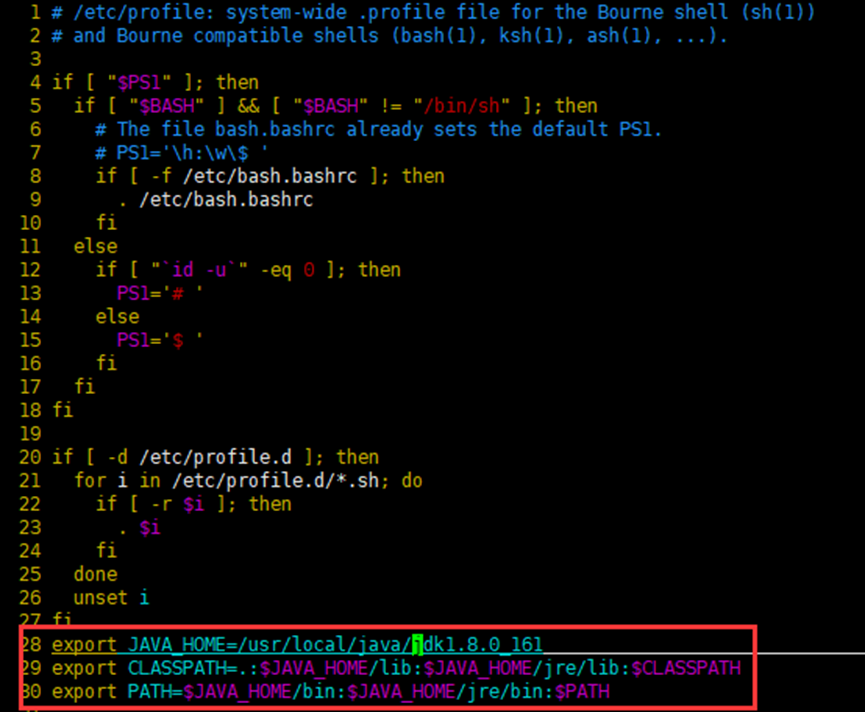 1 # /etc/profile: system-wide .profile file for the Bourne shell (sh(1))
2 # and Bourne compatible shells (bash(1), ksh(1), ash(1), ...).
3
4 if [ "$PS1" ]; then
5   if [ "$BASH" ] && [ "$BASH" != "/bin/sh" ]; then
6     # The file bash.bashrc already sets the default PS1.
7     # PS1='\h:\w\$ '
8     if [ -f /etc/bash.bashrc ]; then
9       . /etc/bash.bashrc
10     fi
11   else
12     if [ "`id -u`" -eq 0 ]; then
13       PS1='# '
14     else
15       PS1='$ '
16     fi
17   fi
18 fi
19
20 if [ -d /etc/profile.d ]; then
21   for i in /etc/profile.d/*.sh; do
22     if [ -r $i ]; then
23       . $i
24     fi
25   done
26   unset i
27 fi
28 export JAVA_HOME=/usr/local/java/jdk1.8.0_161
29 export CLASSPATH=.:$JAVA_HOME/lib:$JAVA_HOME/jre/lib:$CLASSPATH
30 export PATH=$JAVA_HOME/bin:$JAVA_HOME/jre/bin:$PATH